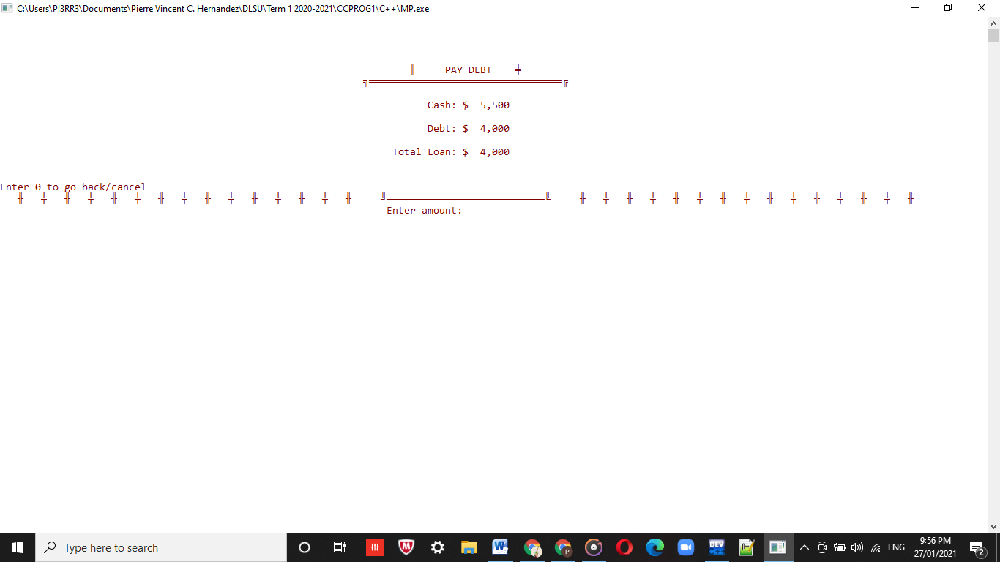 C:\Users\P!3RR3\Documents\Pierre Vincent C. Hernandez\DLSU\Term 1 2020-2021\CCPROG1\C++\MP.exe
╫ PAY DEBT ╪
╗═════════════════════════════════╔
Cash: $ 5,500
Debt: $ 4,000
Total Loan: $ 4,000
Enter 0 to go back/cancel
╫ ╪ ╫ ╪ ╫ ╪ ╫ ╪ ╫ ╪ ╫ ╪ ╫ ╪ ╫ ╝═══════════════════════════╚ ╫ ╪ ╫ ╪ ╫ ╪ ╫ ╪ ╫ ╪ ╫ ╪ ╫ ╪ ╫
Enter amount:
Type here to search
W
P
DEV
ENG
9:56 PM
27/01/2021
2